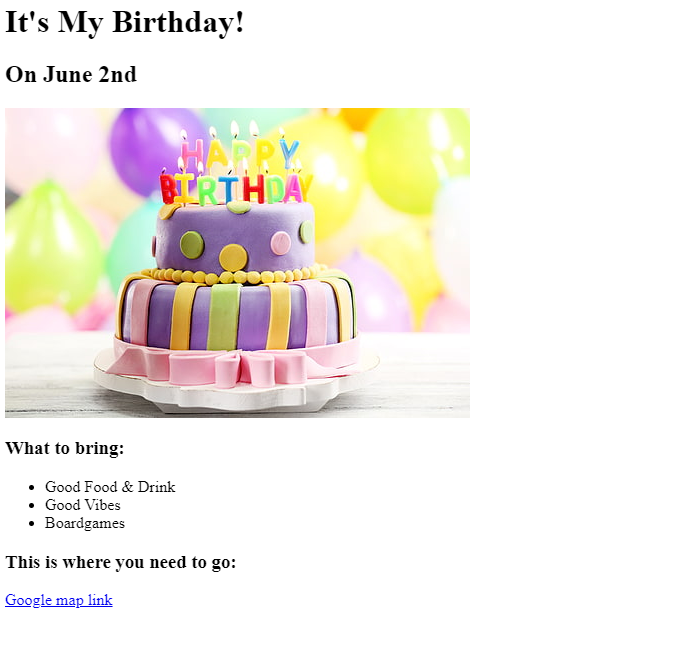 It's My Birthday!
On June 2nd
HAPPY
BIRTHDAY
What to bring:
Good Food & Drink
Good Vibes
Boardgames
This is where you need to go:
Google map link